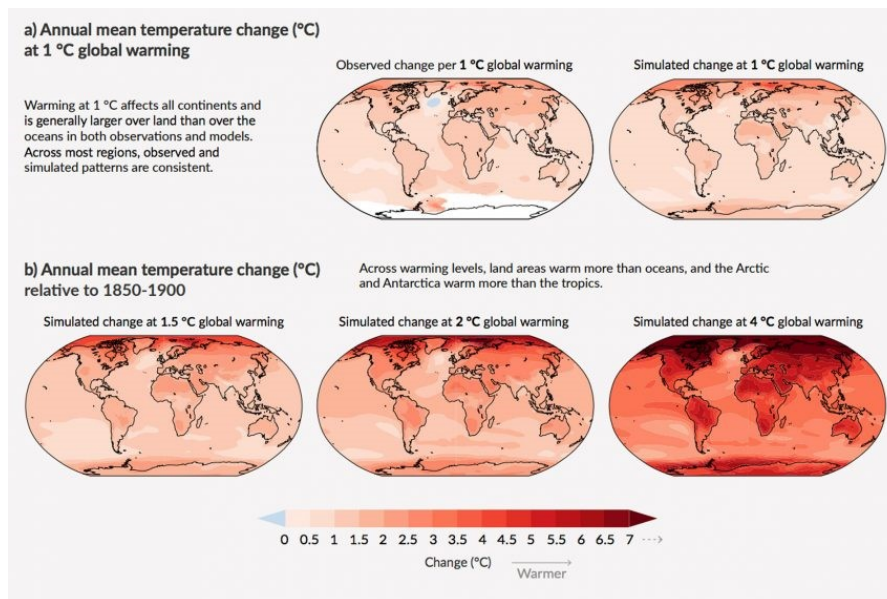 a) Annual mean temperature change (°C)
at 1 °C global warming
Warming at 1 °C affects all continents and
is generally larger over land than over the
oceans in both observations and models.
Across most regions, observed and
simulated patterns are consistent.
Observed change per 1 °C global warming
Simulated change at 1 °C global warming
b) Annual mean temperature change (°C)
relative to 1850-1900
Across warming levels, land areas warm more than oceans, and the Arctic
and Antarctica warm more than the tropics.
Simulated change at 1.5 °C global warming
Simulated change at 2 °C global warming
Simulated change at 4 °C global warming
0 0.5 1 1.5 2 2.5 3 3.5 4 4.5 5 5.5 6 6.5 7
Change (°C)
Warmer